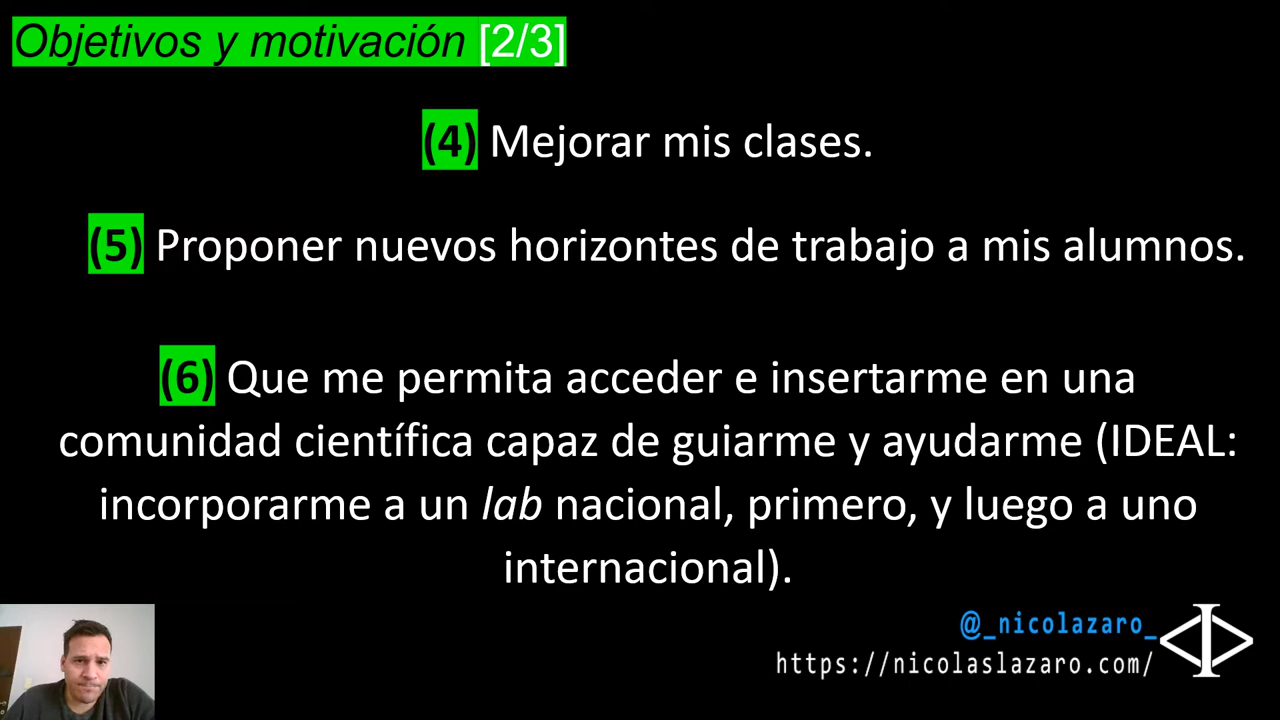 Objetivos y motivación [2/3]
(4) Mejorar mis clases.
(5) Proponer nuevos horizontes de trabajo a mis alumnos.
(6) Que me permita acceder e insertarme en una
comunidad científica capaz de guiarme y ayudarme (IDEAL:
incorporarme a un lab nacional, primero, y luego a uno
internacional).
@_nicolazaro_
https://nicolaslazaro.com/